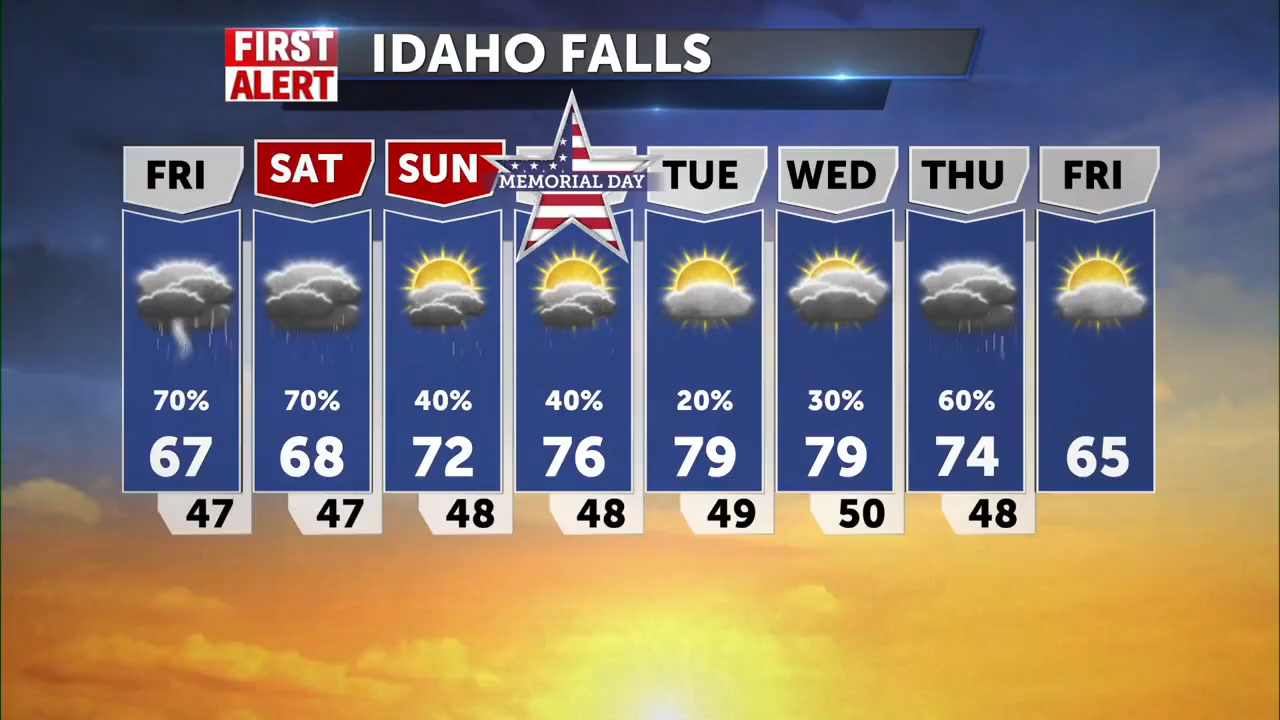 FIRST
ALERT
IDAHO FALLS
FRI SAT SUN MEMORIAL DAY TUE WED THU FRI
70% 70% 40% 40% 20% 30% 60%
67 68 72 76 79 79 74 65
47 47 48 48 49 50 48